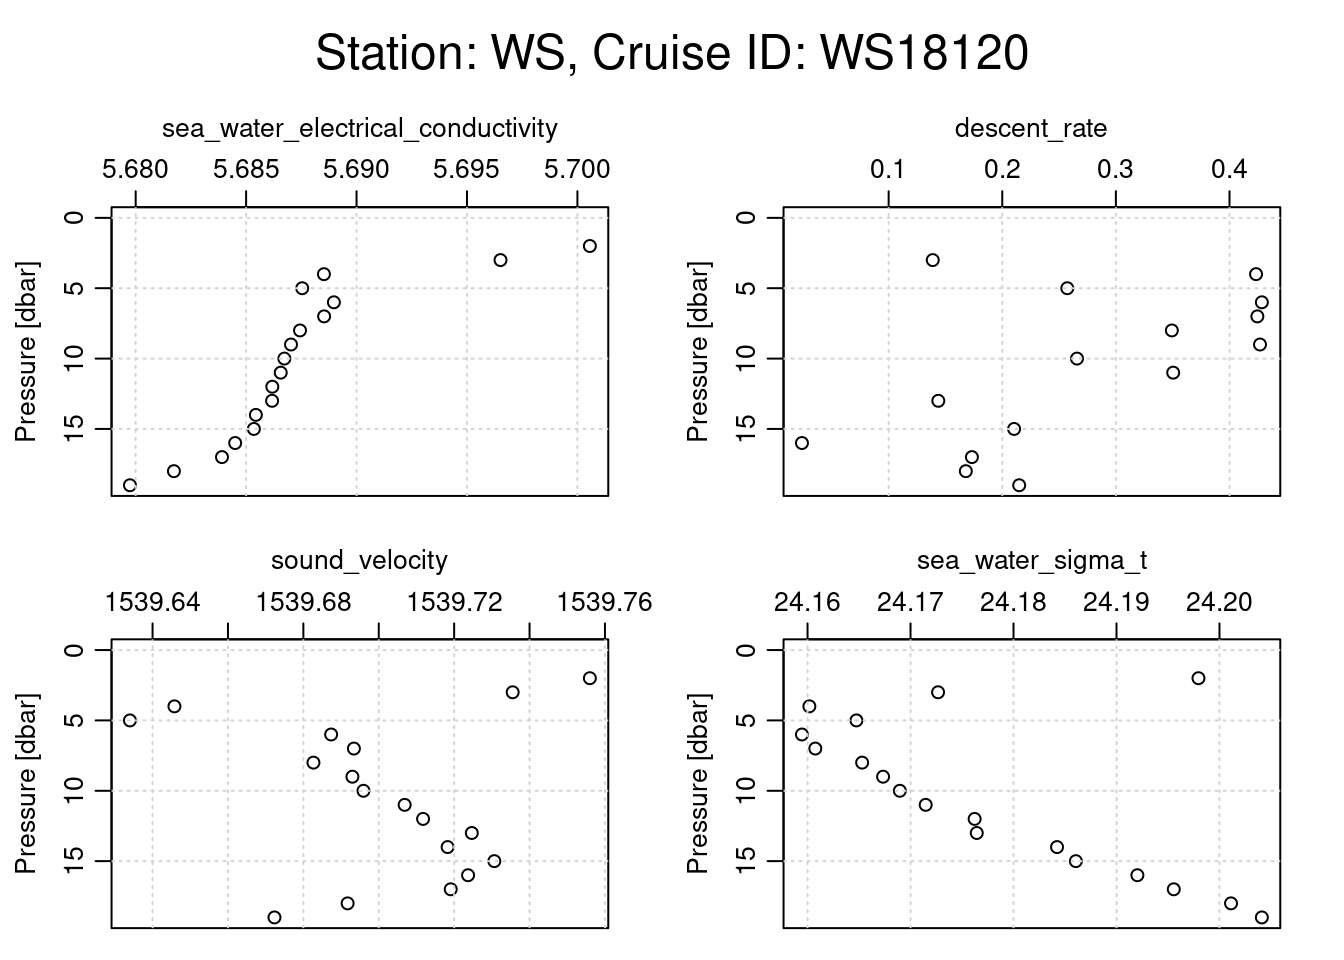 Station: WS, Cruise ID: WS18120
sea_water_electrical_conductivity
5.680 5.685 5.690 5.695 5.700
Pressure [dbar]
0
5
10
15
descent_rate
0.1 0.2 0.3 0.4
Pressure [dbar]
0
5
10
15
sound_velocity
1539.64 1539.68 1539.72 1539.76
Pressure [dbar]
0
5
10
15
sea_water_sigma_t
24.16 24.17 24.18 24.19 24.20
Pressure [dbar]
0
5
10
15